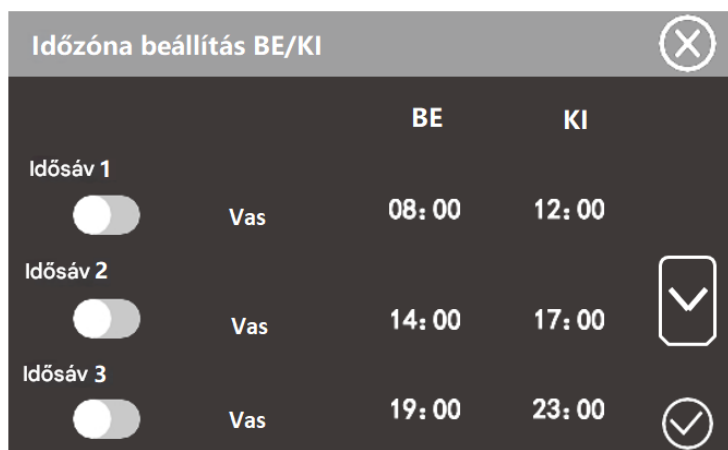 Időzóna beállítás BE/KI
BE KI
Idősáv 1
Vas 08:00 12:00
Idősáv 2
Vas 14:00 17:00
Idősáv 3
Vas 19:00 23:00